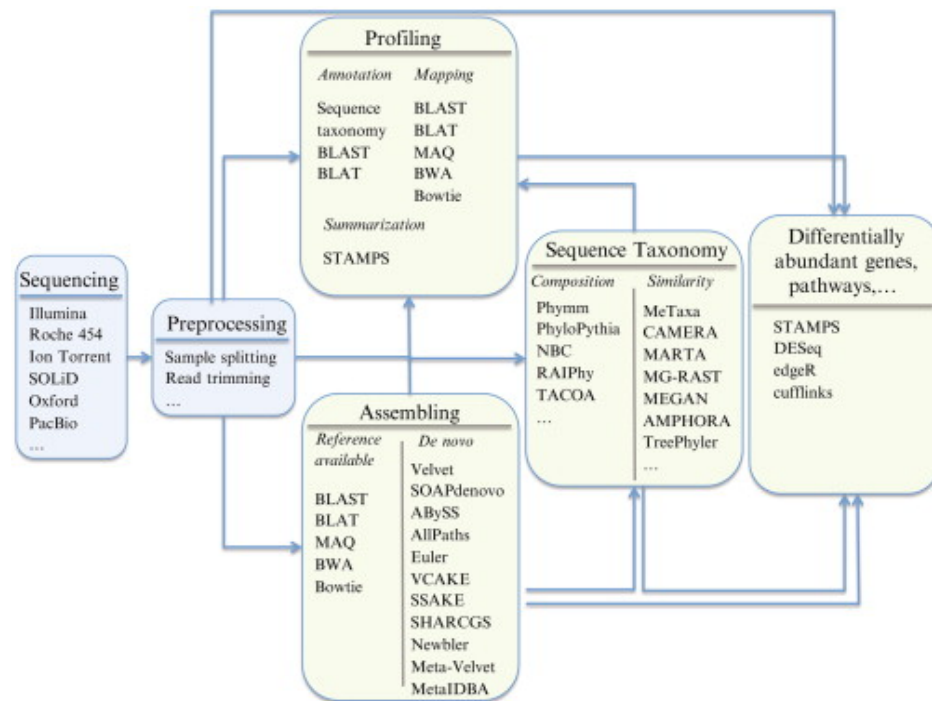 Profiling
Annotation
Sequence
taxonomy
BLAST
BLAT
Mapping
BLAST
BLAT
MAQ
BWA
Bowtie
Summarization
STAMPS
Sequencing
Illumina
Roche 454
Ion Torrent
SOLiD
Oxford
PacBio
...
Preprocessing
Sample splitting
Read trimming
...
Assembling
Reference
available
BLAST
BLAT
MAQ
BWA
Bowtie
De novo
Velvet
SOAPdenovo
ABySS
AllPaths
Euler
VCAKE
SSAKE
SHARCGS
Newbler
Meta-Velvet
MetaIDBA
Sequence Taxonomy
Composition
Phymm
PhyloPythia
NBC
RAIPhy
TACOA
...
Similarity
MeTaxa
CAMERA
MARTA
MG-RAST
MEGAN
AMPHORA
TreePhyler
...
Differentially
abundant genes,
pathways,...
STAMPS
DESeq
edgeR
cufflinks